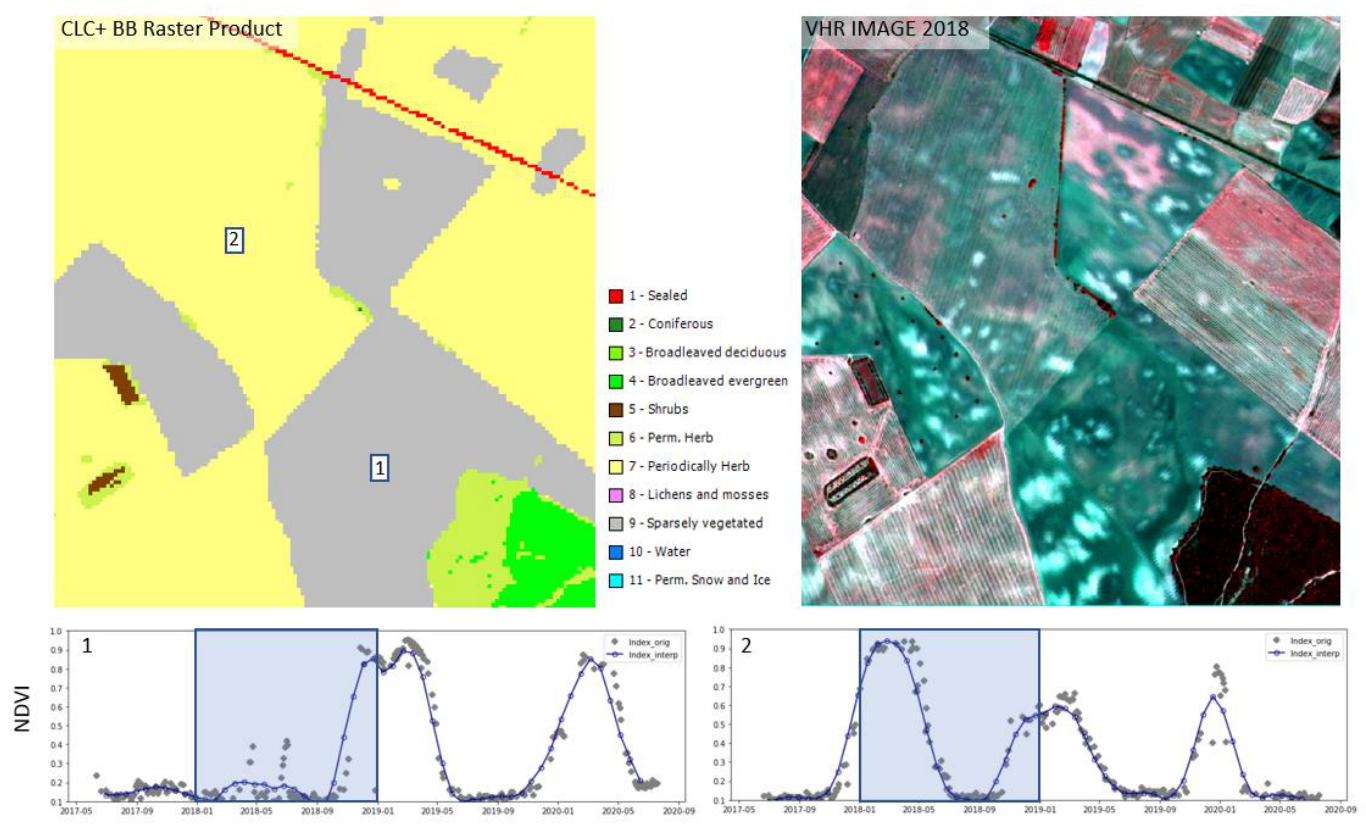 CLC+ BB Raster Product
VHR IMAGE 2018
2
1
1 - Sealed
2 - Coniferous
3 - Broadleaved deciduous
4 - Broadleaved evergreen
5 - Shrubs
6 - Perm. Herb
7 - Periodically Herb
8 - Lichens and mosses
9 - Sparsely vegetated
10 - Water
11 - Perm. Snow and Ice
NDVI
1
Index_orig
Index_interp
1.0
0.9
0.8
0.7
0.6
0.5
0.4
0.3
0.2
0.1
2017-05 2017-09 2018-01 2018-05 2018-09 2019-01 2019-05 2019-09 2020-01 2020-05 2020-09
2
Index_orig
Index_interp
1.0
0.9
0.8
0.7
0.6
0.5
0.4
0.3
0.2
0.1
2017-05 2017-09 2018-01 2018-05 2018-09 2019-01 2019-05 2019-09 2020-01 2020-05 2020-09